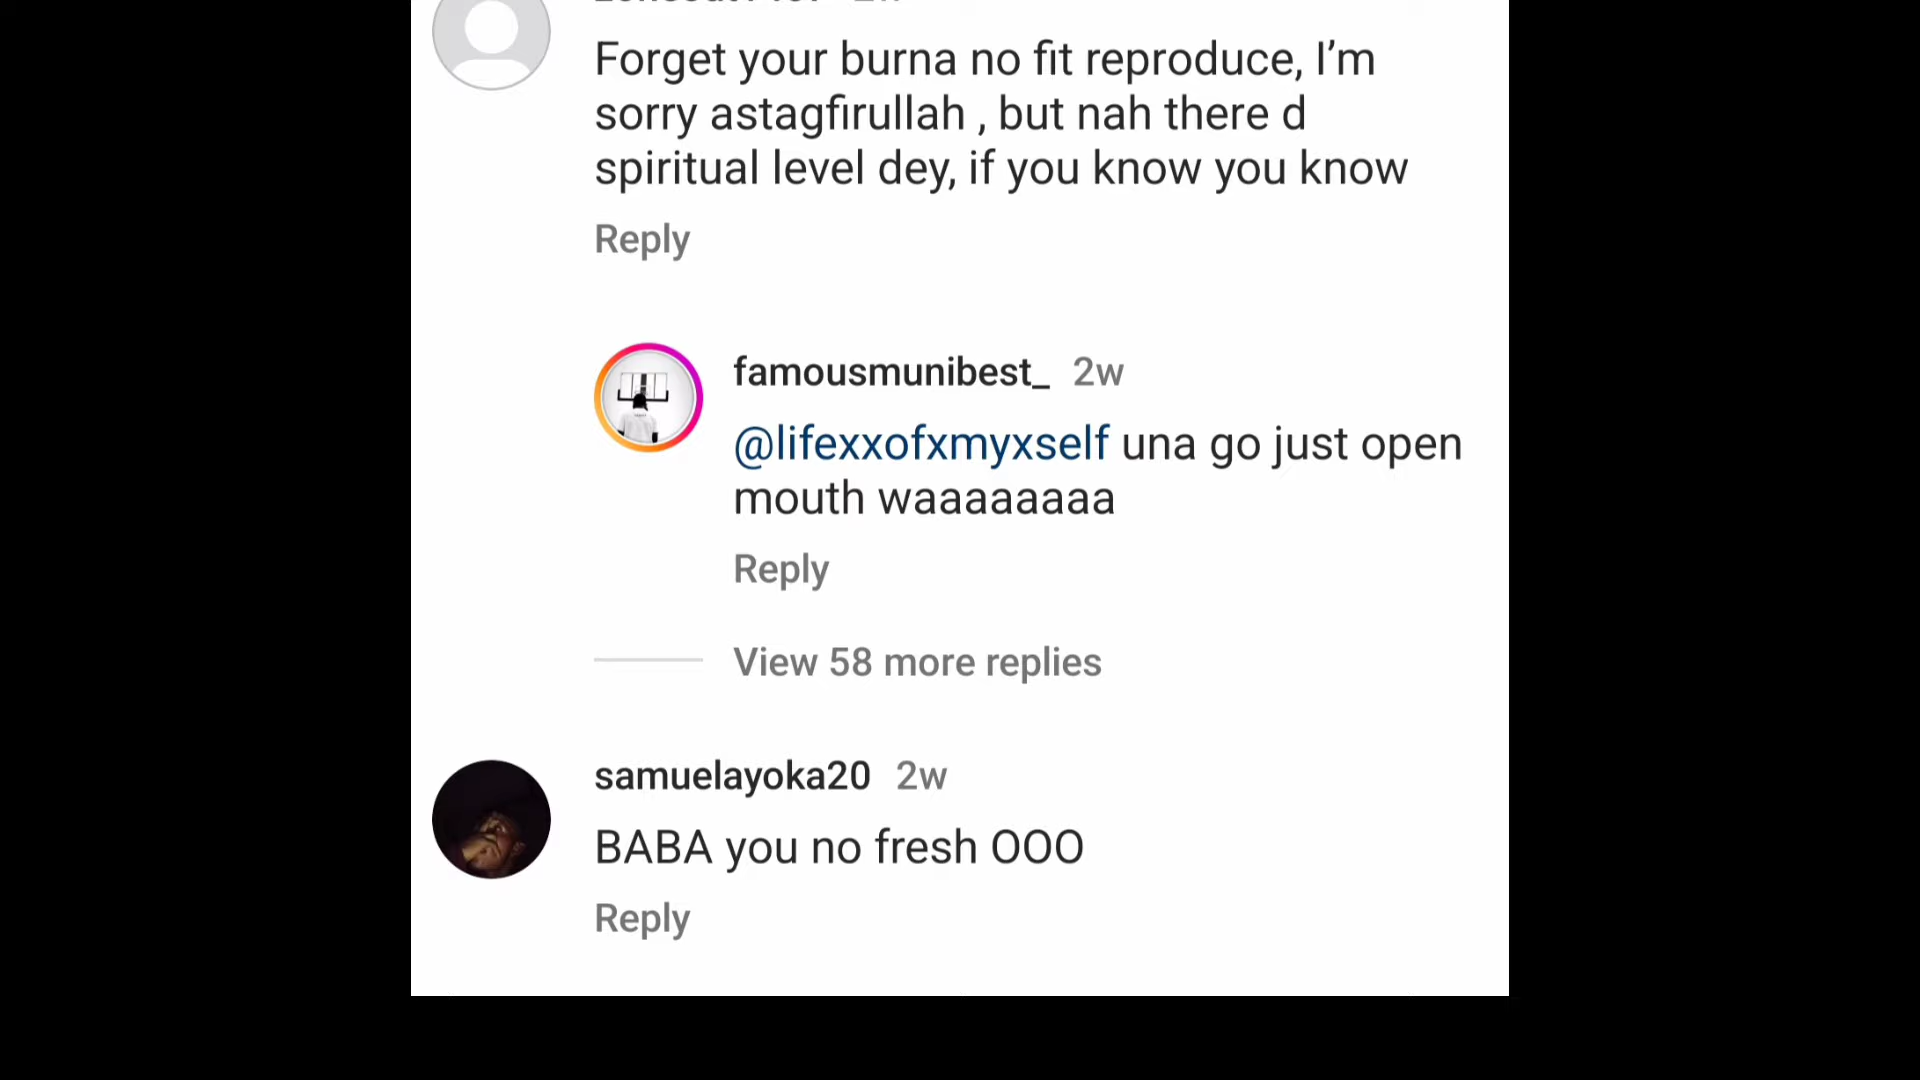 Forget your burna no fit reproduce, I’m
sorry astagfirullah , but nah there d
spiritual level dey, if you know you know
Reply
famousmunibest_ 2w
@lifexxofxmyxself una go just open
mouth waaaaaaaa
Reply
View 58 more replies
samuelayoka20 2w
BABA you no fresh OOO
Reply